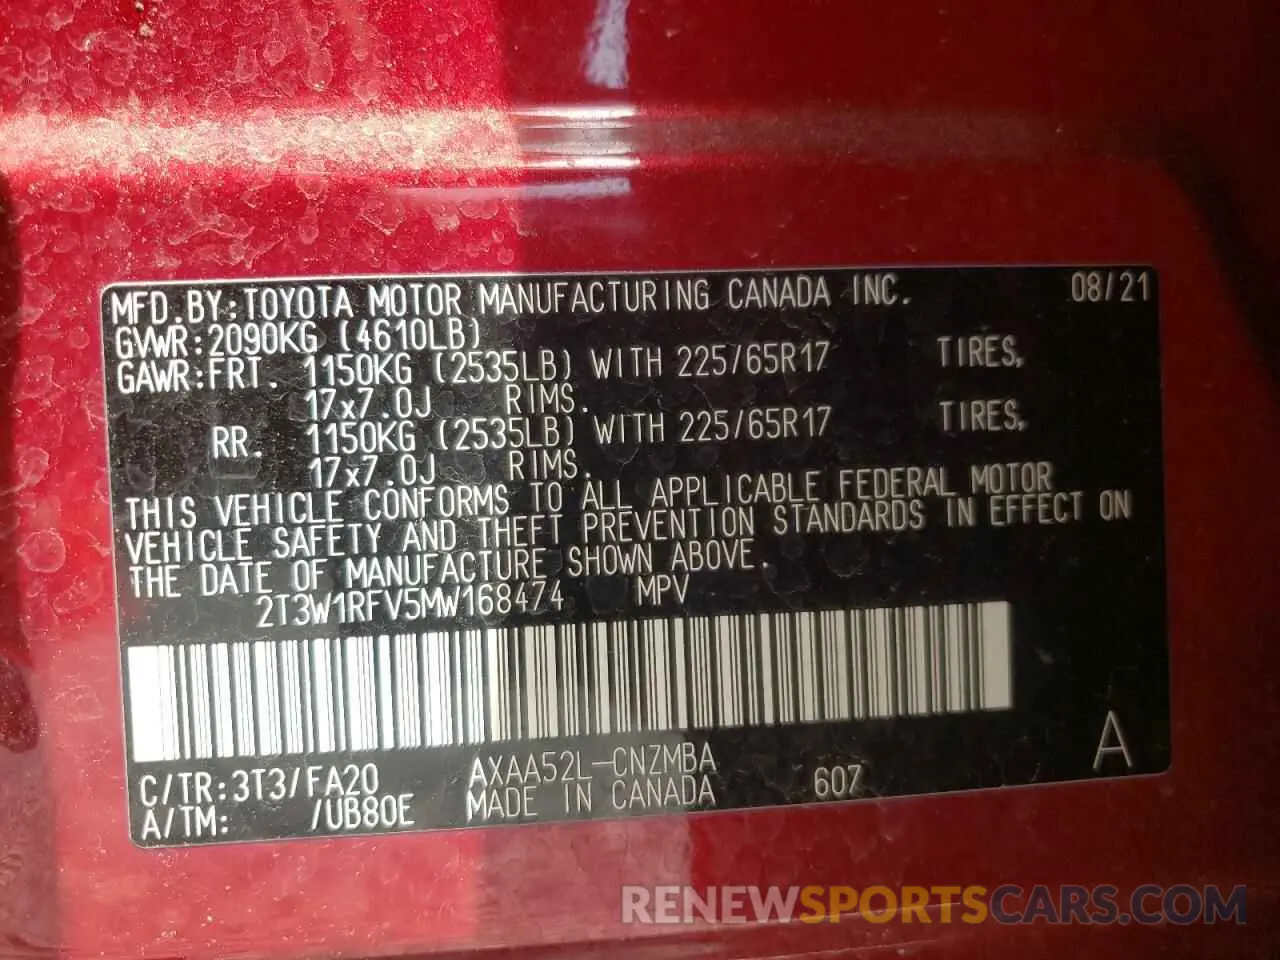 MFD.BY:TOYOTA MOTOR MANUFACTURING CANADA INC. 08/21
GVWR:2090KG (4610LB)
GAWR:FRT. 1150KG (2535LB) WITH 225/65R17 TIRES,
17x7.0J RIMS.
RR. 1150KG (2535LB) WITH 225/65R17 TIRES,
17x7.0J RIMS.
THIS VEHICLE CONFORMS TO ALL APPLICABLE FEDERAL MOTOR
VEHICLE SAFETY AND THEFT PREVENTION STANDARDS IN EFFECT ON
THE DATE OF MANUFACTURE SHOWN ABOVE.
2T3W1RFV5MW168474 MPV
C/TR:3T3/FA20 AXAA52L-CNZMBA
A/TM: /UB80E MADE IN CANADA 607 A
RENEWSPORTSCARS.COM